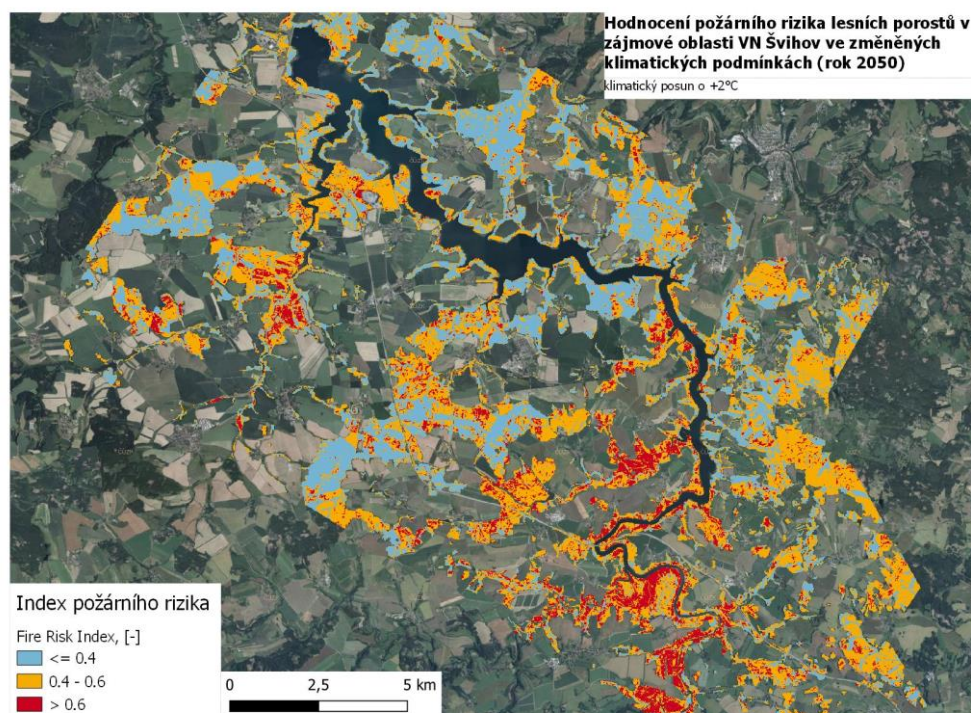 Hodnocení požárního rizika lesních porostů v
zájmové oblasti VN Švihov ve změněných
klimatických podmínkách (rok 2050)
klimatický posun o +2°C
Index požárního rizika
Fire Risk Index, [-]
<= 0.4
0.4 - 0.6
> 0.6
0 2,5 5 km